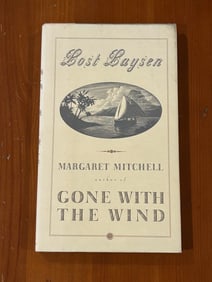 Lost Laysen
MARGARET MITCHELL
author of
GONE WITH
THE WIND